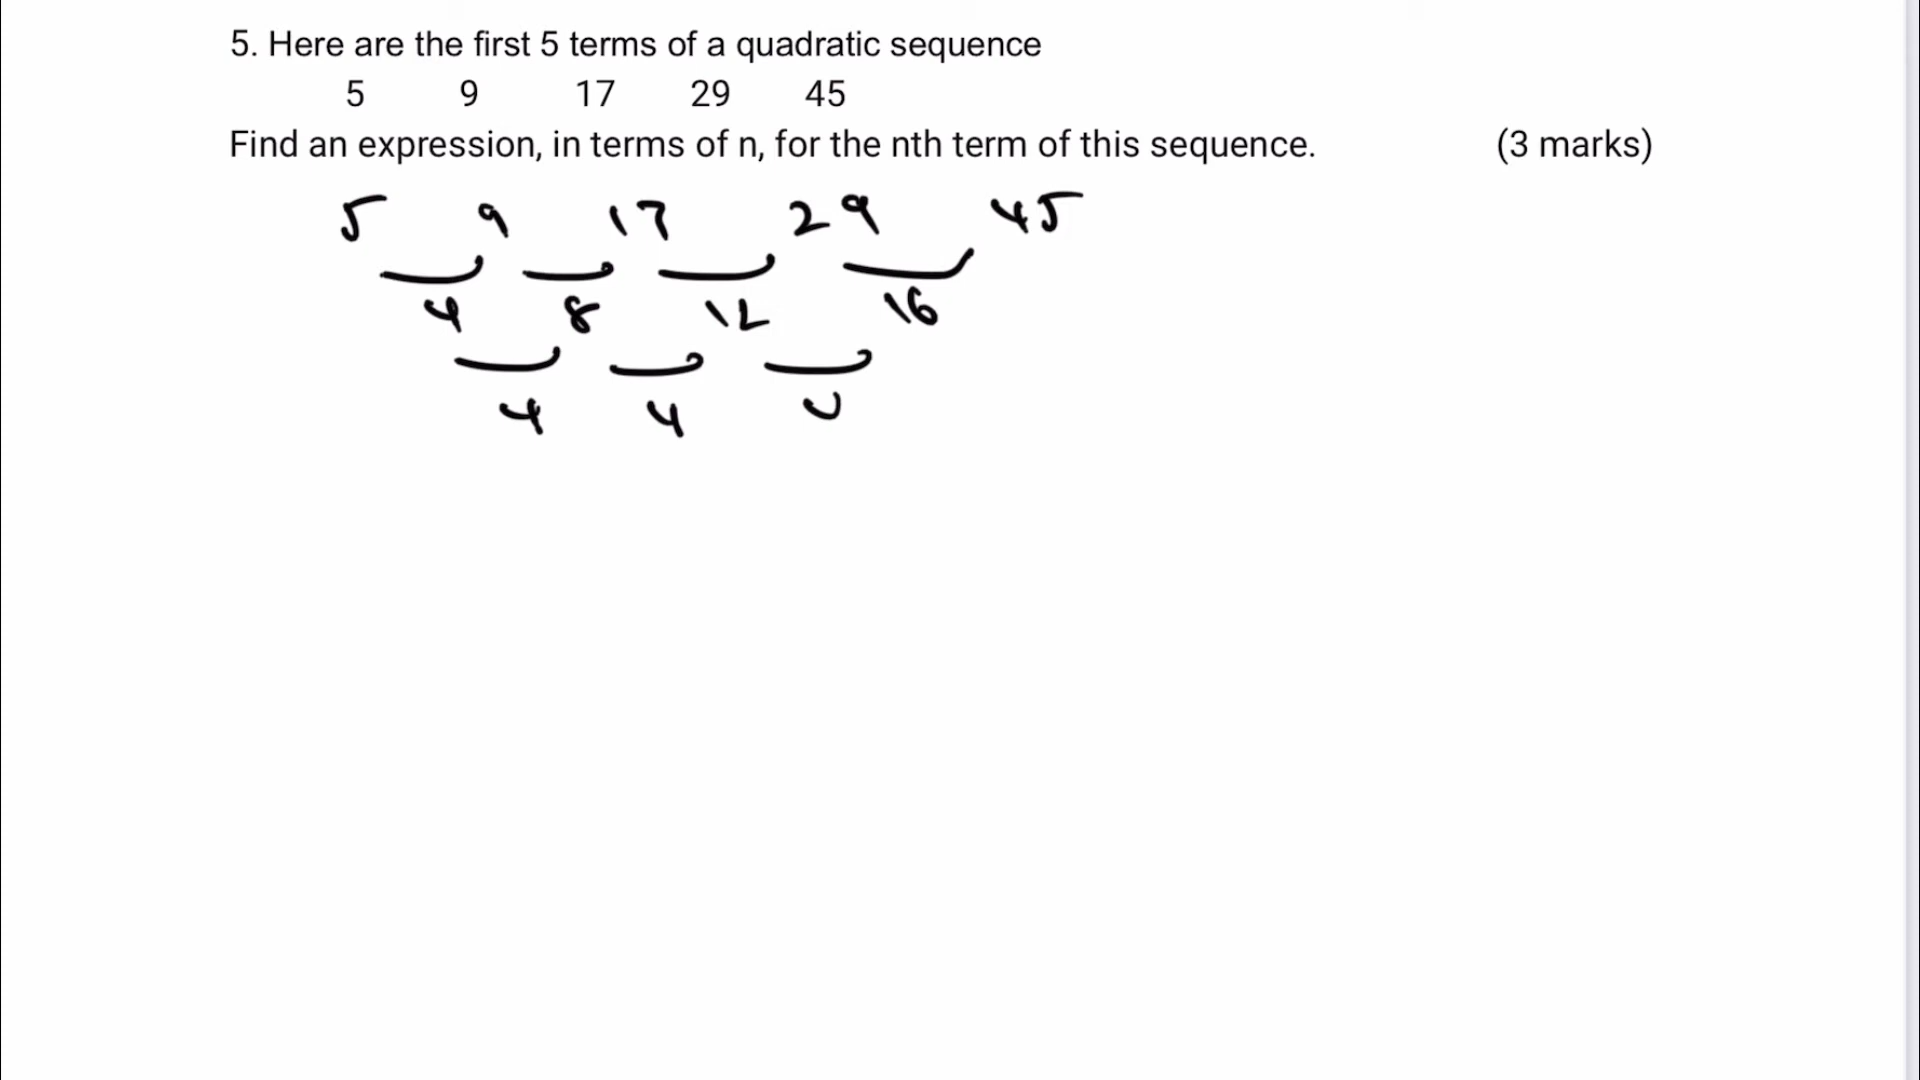 5. Here are the first 5 terms of a quadratic sequence
5 9 17 29 45
Find an expression, in terms of n, for the nth term of this sequence. (3 marks)
5 9 17 29 45
4 8 12 16
4 4